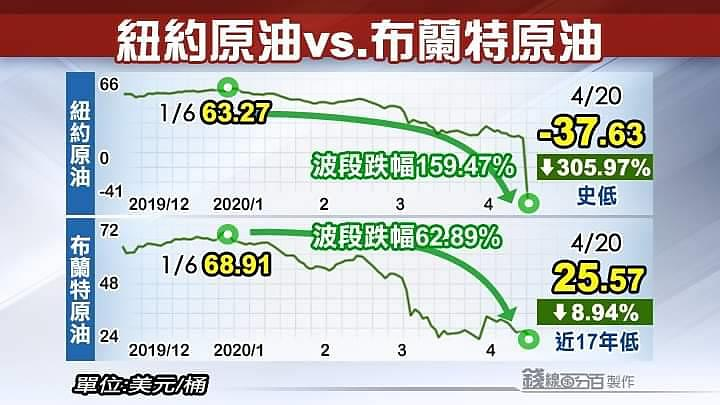 紐約原油vs.布蘭特原油
紐約原油
66
0
-41
1/6 63.27
波段跌幅159.47%
2019/12 2020/1 2 3 4
4/20
-37.63
↓305.97%
史低
布蘭特原油
72
48
24
1/6 68.91
波段跌幅62.89%
2019/12 2020/1 2 3 4
4/20
25.57
↓8.94%
近17年低
單位:美元/桶
錢線百分百製作